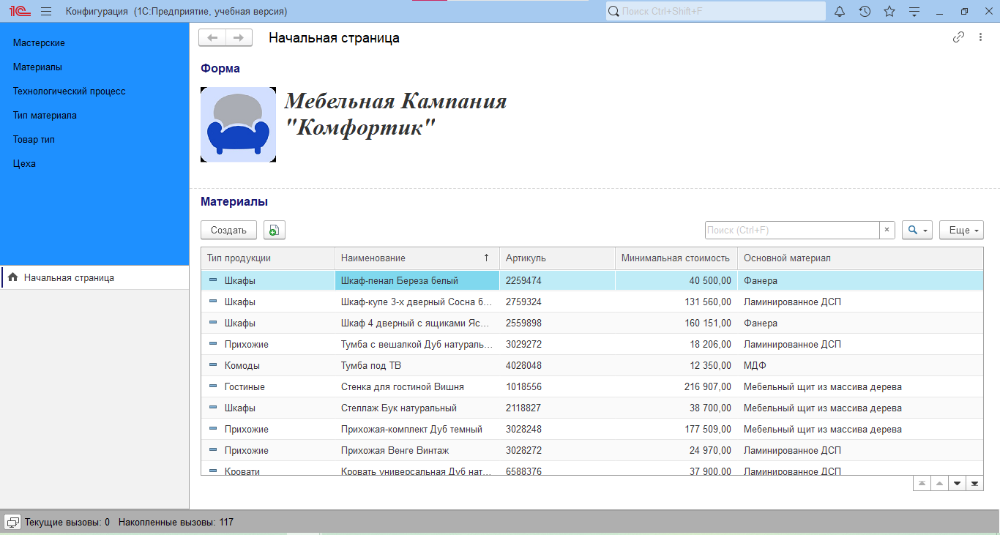 1С Конфигурация (1С:Предприятие, учебная версия) Поиск Ctrl+Shift+F
Мастерские
Материалы
Технологический процесс
Тип материала
Товар тип
Цеха
Начальная страница
Начальная страница
Форма
Мебельная Кампания
"Комфортик"
Материалы
Создать Поиск (Ctrl+F) × Еще
Тип продукции Наименование ↑ Артикуль Минимальная стоимость Основной материал
Шкафы Шкаф-пенал Береза белый 2259474 40 500,00 Фанера
Шкафы Шкаф-купе 3-х дверный Сосна б... 2759324 131 560,00 Ламинированное ДСП
Шкафы Шкаф 4 дверный с ящиками Яс... 2559898 160 151,00 Фанера
Прихожие Тумба с вешалкой Дуб натураль... 3029272 18 206,00 Ламинированное ДСП
Комоды Тумба под ТВ 4028048 12 350,00 МДФ
Гостиные Стенка для гостиной Вишня 1018556 216 907,00 Мебельный щит из массива дерева
Шкафы Стеллаж Бук натуральный 2118827 38 700,00 Мебельный щит из массива дерева
Прихожие Прихожая-комплект Дуб темный 3028248 177 509,00 Мебельный щит из массива дерева
Прихожие Прихожая Венге Винтаж 3028272 24 970,00 Ламинированное ДСП
Кровати Кровать универсальная Дуб нат... 6588376 37 900,00 Ламинированное ДСП
Текущие вызовы: 0 Накопленные вызовы: 117